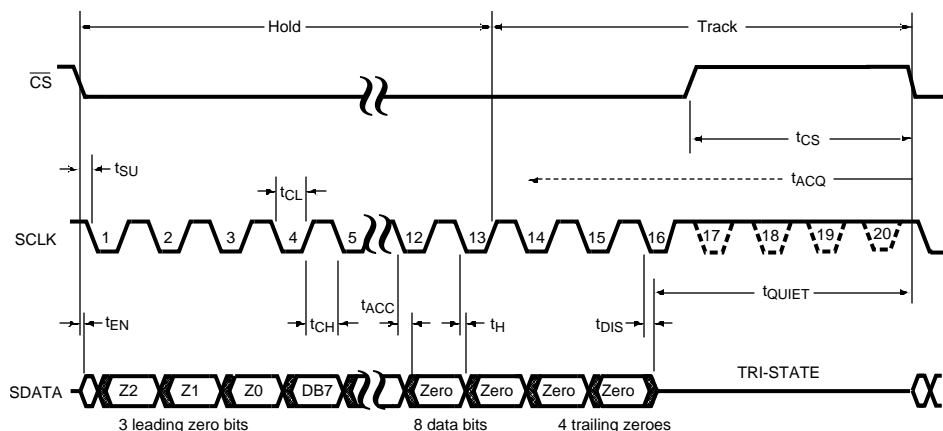 Hold Track
CS
tCS
tSU
tACQ
tCL
SCLK 1 2 3 4 5 12 13 14 15 16 17 18 19 20
tQUIET
tACC
tEN tCH tH tDIS
TRI-STATE
SDATA Z2 Z1 Z0 DB7 Zero Zero Zero Zero
3 leading zero bits 8 data bits 4 trailing zeroes